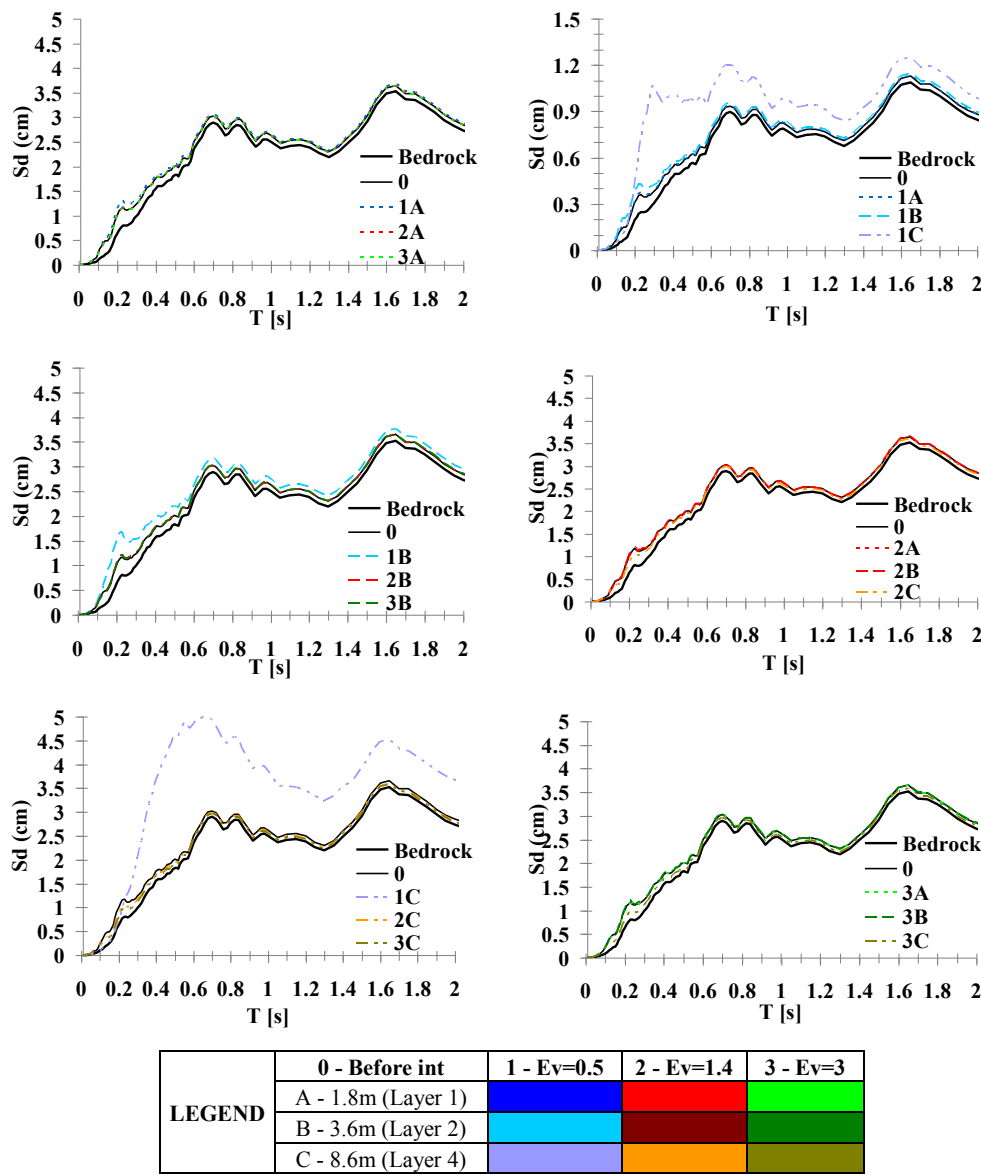 5
4.5
4
3.5
3
2.5
2
1.5
1
0.5
0
Sd (cm)
0 0.2 0.4 0.6 0.8 1 1.2 1.4 1.6 1.8 2
T [s]
Bedrock
0
1A
2A
3A
1.5
1.2
0.9
0.6
0.3
0
Sd (cm)
0 0.2 0.4 0.6 0.8 1 1.2 1.4 1.6 1.8 2
T [s]
Bedrock
0
1A
1B
1C
5
4.5
4
3.5
3
2.5
2
1.5
1
0.5
0
Sd (cm)
0 0.2 0.4 0.6 0.8 1 1.2 1.4 1.6 1.8 2
T [s]
Bedrock
0
1B
2B
3B
5
4.5
4
3.5
3
2.5
2
1.5
1
0.5
0
Sd (cm)
0 0.2 0.4 0.6 0.8 1 1.2 1.4 1.6 1.8 2
T [s]
Bedrock
0
2A
2B
2C
5
4.5
4
3.5
3
2.5
2
1.5
1
0.5
0
Sd (cm)
0 0.2 0.4 0.6 0.8 1 1.2 1.4 1.6 1.8 2
T [s]
Bedrock
0
1C
2C
3C
5
4.5
4
3.5
3
2.5
2
1.5
1
0.5
0
Sd (cm)
0 0.2 0.4 0.6 0.8 1 1.2 1.4 1.6 1.8 2
T [s]
Bedrock
0
3A
3B
3C
LEGEND
0 - Before int 1 - Ev=0.5 2 - Ev=1.4 3 - Ev=3
A - 1.8m (Layer 1)
B - 3.6m (Layer 2)
C - 8.6m (Layer 4)